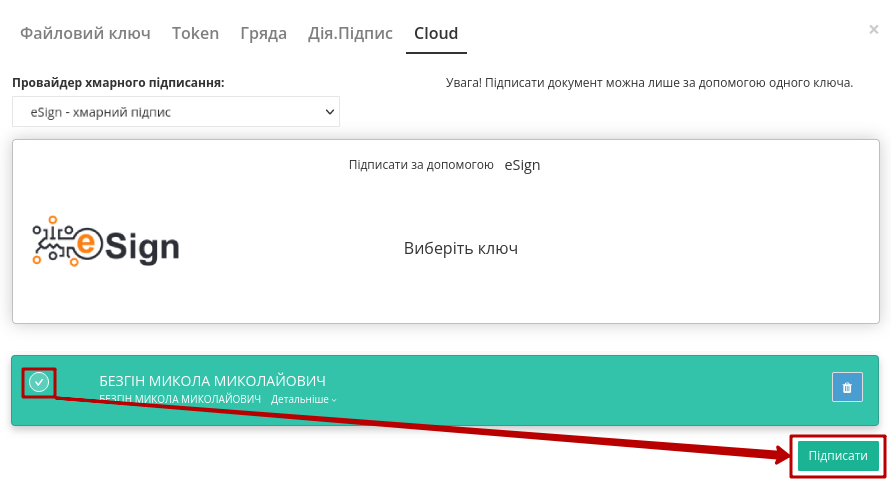 Файловий ключ Token Гряда Дія.Підпис Cloud ×
Провайдер хмарного підписання: Увага! Підписати документ можна лише за допомогою одного ключа.
eSign - хмарний підпис
Підписати за допомогою eSign
eSign
Виберіть ключ
БЕЗГІН МИКОЛА МИКОЛАЙОВИЧ
БЕЗГІН МИКОЛА МИКОЛАЙОВИЧ Детальніше
Підписати